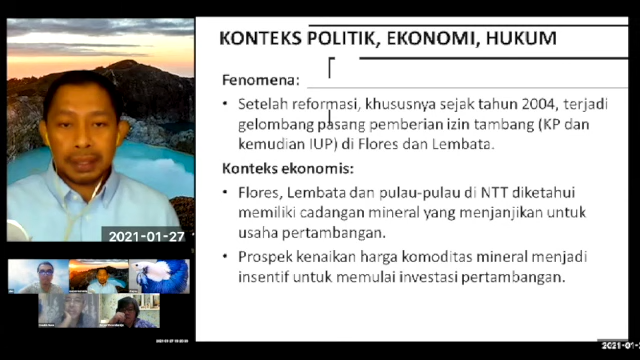 KONTEKS POLITIK, EKONOMI, HUKUM
Fenomena:
• Setelah reformasi, khususnya sejak tahun 2004, terjadi
gelombang pasang pemberian izin tambang (KP dan
kemudian IUP) di Flores dan Lembata.
Konteks ekonomis:
• Flores, Lembata dan pulau-pulau di NTT diketahui
memiliki cadangan mineral yang menjanjikan untuk
usaha pertambangan.
• Prospek kenaikan harga komoditas mineral menjadi
insentif untuk memulai investasi pertambangan.
2021-01-27